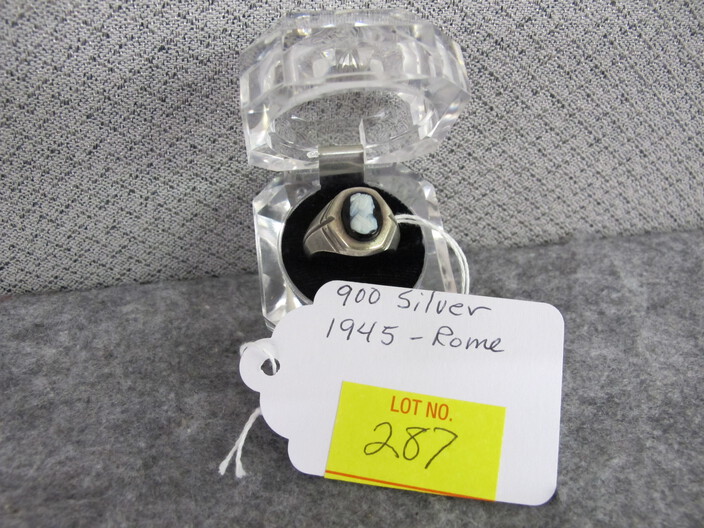 900 Silver
1945 - Rome
LOT NO.
287